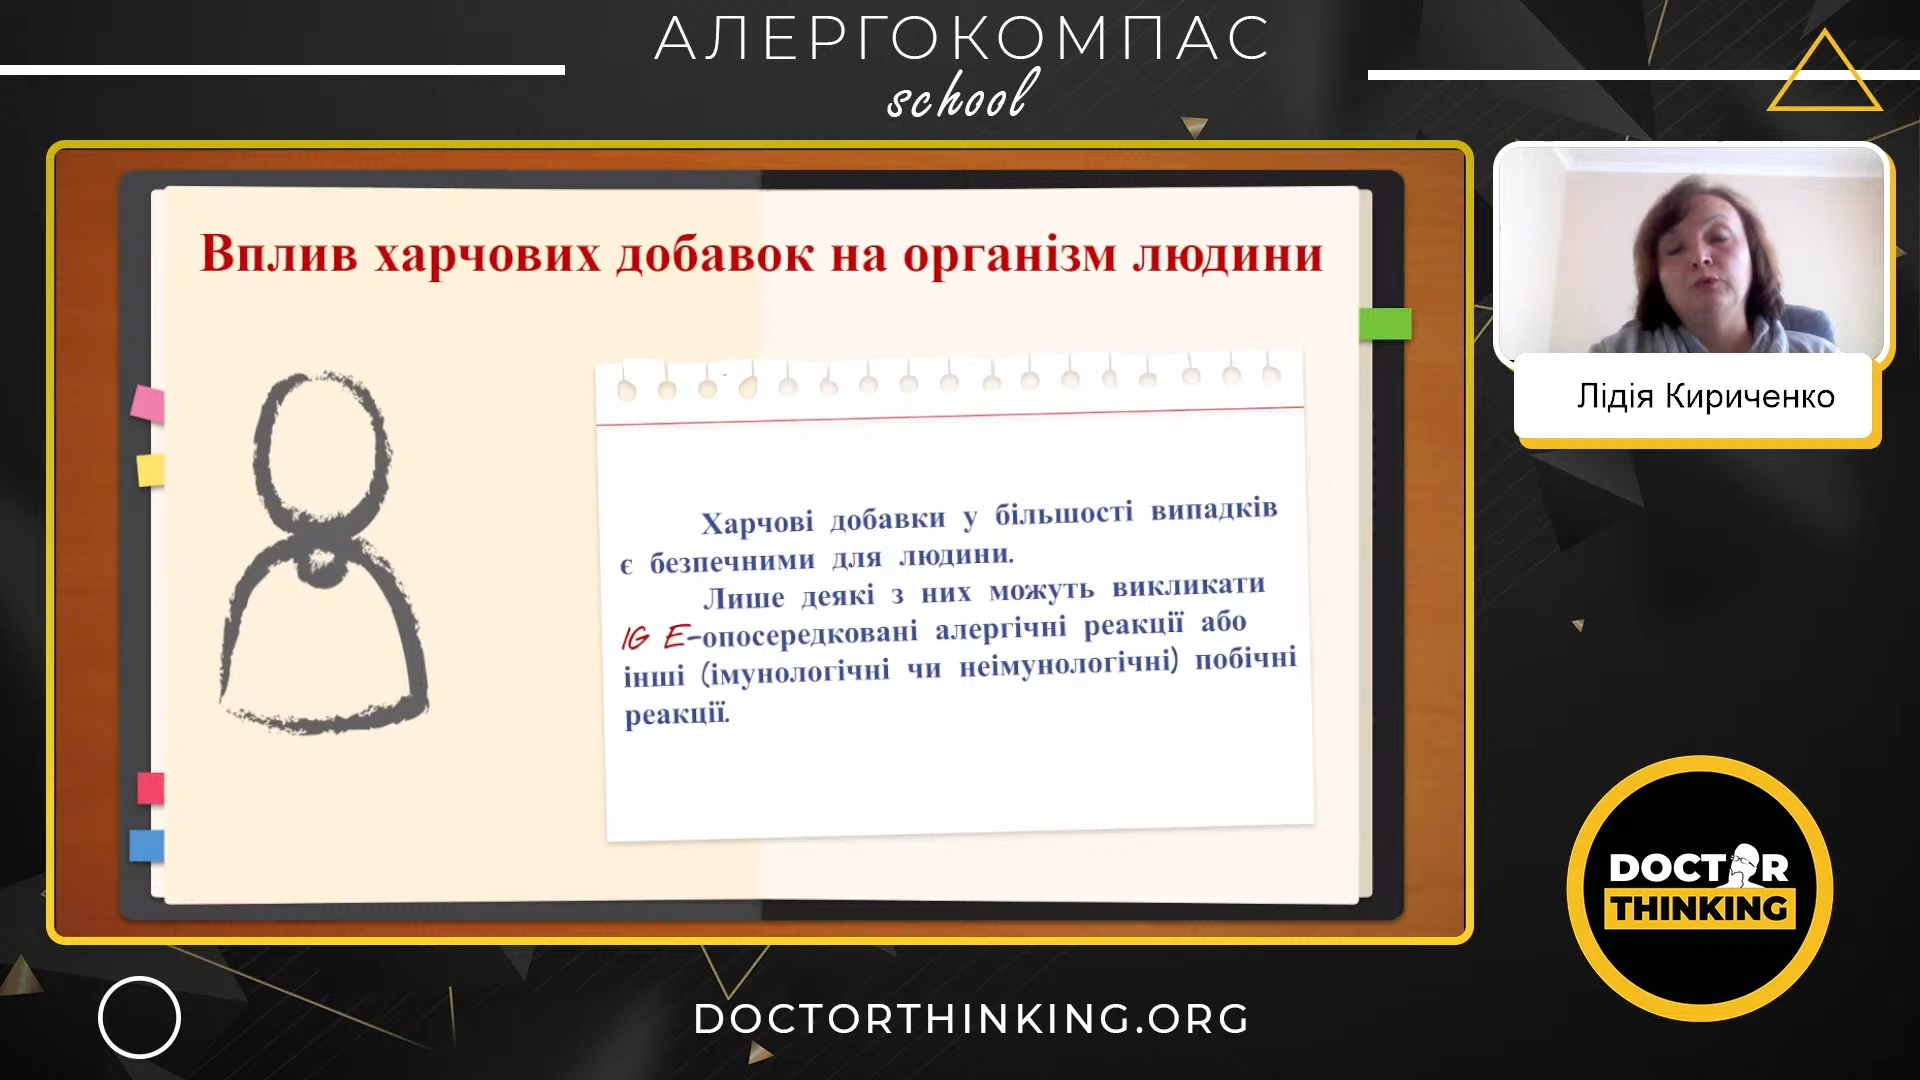 АЛЕРГОКОМПАС
school
Вплив харчових добавок на організм людини
Харчові добавки у більшості випадків
є безпечними для людини.
Лише деякі з них можуть викликати
IG E-опосередковані алергічні реакції або
інші (імунологічні чи неімунологічні) побічні
реакції.
Лідія Кириченко
DOCTOR
THINKING
DOCTORTHINKING.ORG